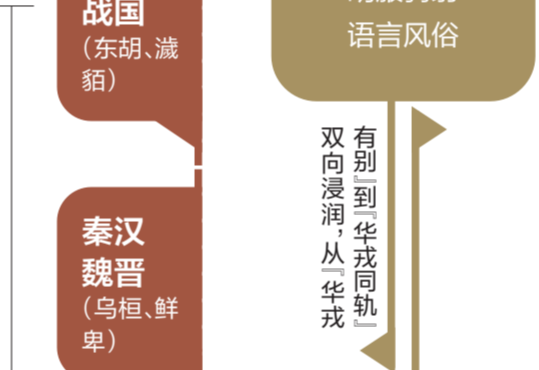 战国
(东胡、濊
貊)
秦汉
魏晋
(乌桓、鲜
卑)
语言风俗
双向浸润,从『华戎
有别』到『华戎同轨』